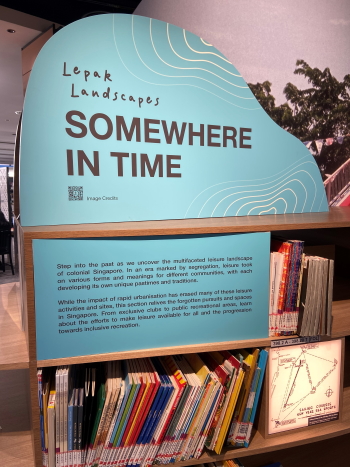 Lepak
Landscapes
SOMEWHERE
IN TIME
Image Credits
Step into the past as we uncover the multifaceted leisure landscape
of colonial Singapore. In an era marked by segregation, leisure took
on various forms and meanings for different communities, with each
developing its own unique pastimes and traditions.
While the impact of rapid urbanisation has erased many of these leisure
activities and sites, this section relives the forgotten pursuits and spaces
in Singapore. From exclusive clubs to public recreational areas, learn
about the efforts to make leisure available for all and the progression
towards inclusive recreation.